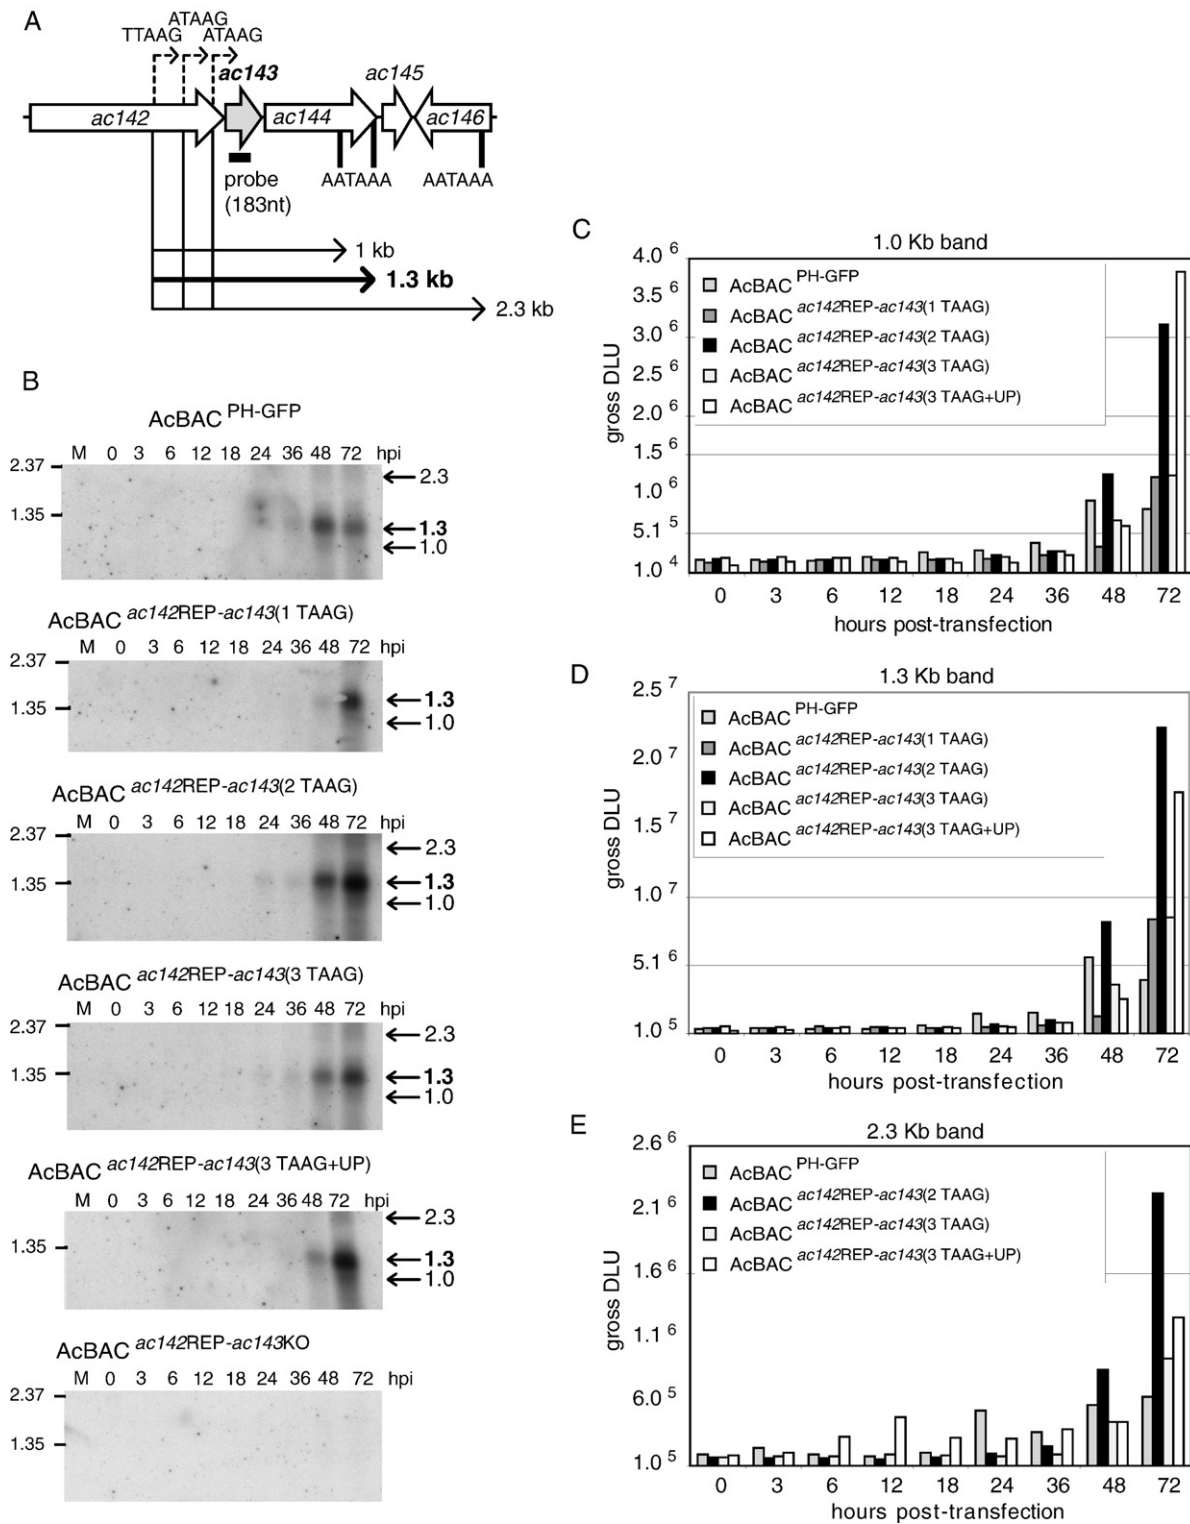 A
ATAAG
TTAAG ATAAG
ac143 ac145
ac142 ac144 ac146
probe AATAAA AATAAA
(183nt)
1 kb
1.3 kb
2.3 kb
B
AcBAC PH-GFP
M 0 3 6 12 18 24 36 48 72 hpi
2.37 2.3
1.35 1.3
1.0
AcBAC ac142REP-ac143(1 TAAG)
M 0 3 6 12 18 24 36 48 72 hpi
2.37
1.35 1.3
1.0
AcBAC ac142REP-ac143(2 TAAG)
M 0 3 6 12 18 24 36 48 72 hpi
2.37 2.3
1.35 1.3
1.0
AcBAC ac142REP-ac143(3 TAAG)
M 0 3 6 12 18 24 36 48 72 hpi
2.37 2.3
1.35 1.3
1.0
AcBAC ac142REP-ac143(3 TAAG+UP)
M 0 3 6 12 18 24 36 48 72 hpi
2.3
1.35 1.3
1.0
AcBAC ac142REP-ac143KO
M 0 3 6 12 18 24 36 48 72 hpi
2.37
1.35
C
1.0 Kb band
gross DLU
4.0 6
3.5 6
3.0 6
2.5 6
2.0 6
1.5 6
1.0 6
5.1 5
1.0 4
AcBAC PH-GFP
AcBAC ac142REP-ac143(1 TAAG)
AcBAC ac142REP-ac143(2 TAAG)
AcBAC ac142REP-ac143(3 TAAG)
AcBAC ac142REP-ac143(3 TAAG+UP)
0 3 6 12 18 24 36 48 72
hours post-transfection
D
1.3 Kb band
gross DLU
2.5 7
2.0 7
1.5 7
1.0 7
5.1 6
1.0 5
AcBAC PH-GFP
AcBAC ac142REP-ac143(1 TAAG)
AcBAC ac142REP-ac143(2 TAAG)
AcBAC ac142REP-ac143(3 TAAG)
AcBAC ac142REP-ac143(3 TAAG+UP)
0 3 6 12 18 24 36 48 72
hours post-transfection
E
2.3 Kb band
gross DLU
2.6 6
2.1 6
1.6 6
1.1 6
6.0 5
1.0 5
AcBAC PH-GFP
AcBAC ac142REP-ac143(2 TAAG)
AcBAC ac142REP-ac143(3 TAAG)
AcBAC ac142REP-ac143(3 TAAG+UP)
0 3 6 12 18 24 36 48 72
hours post-transfection